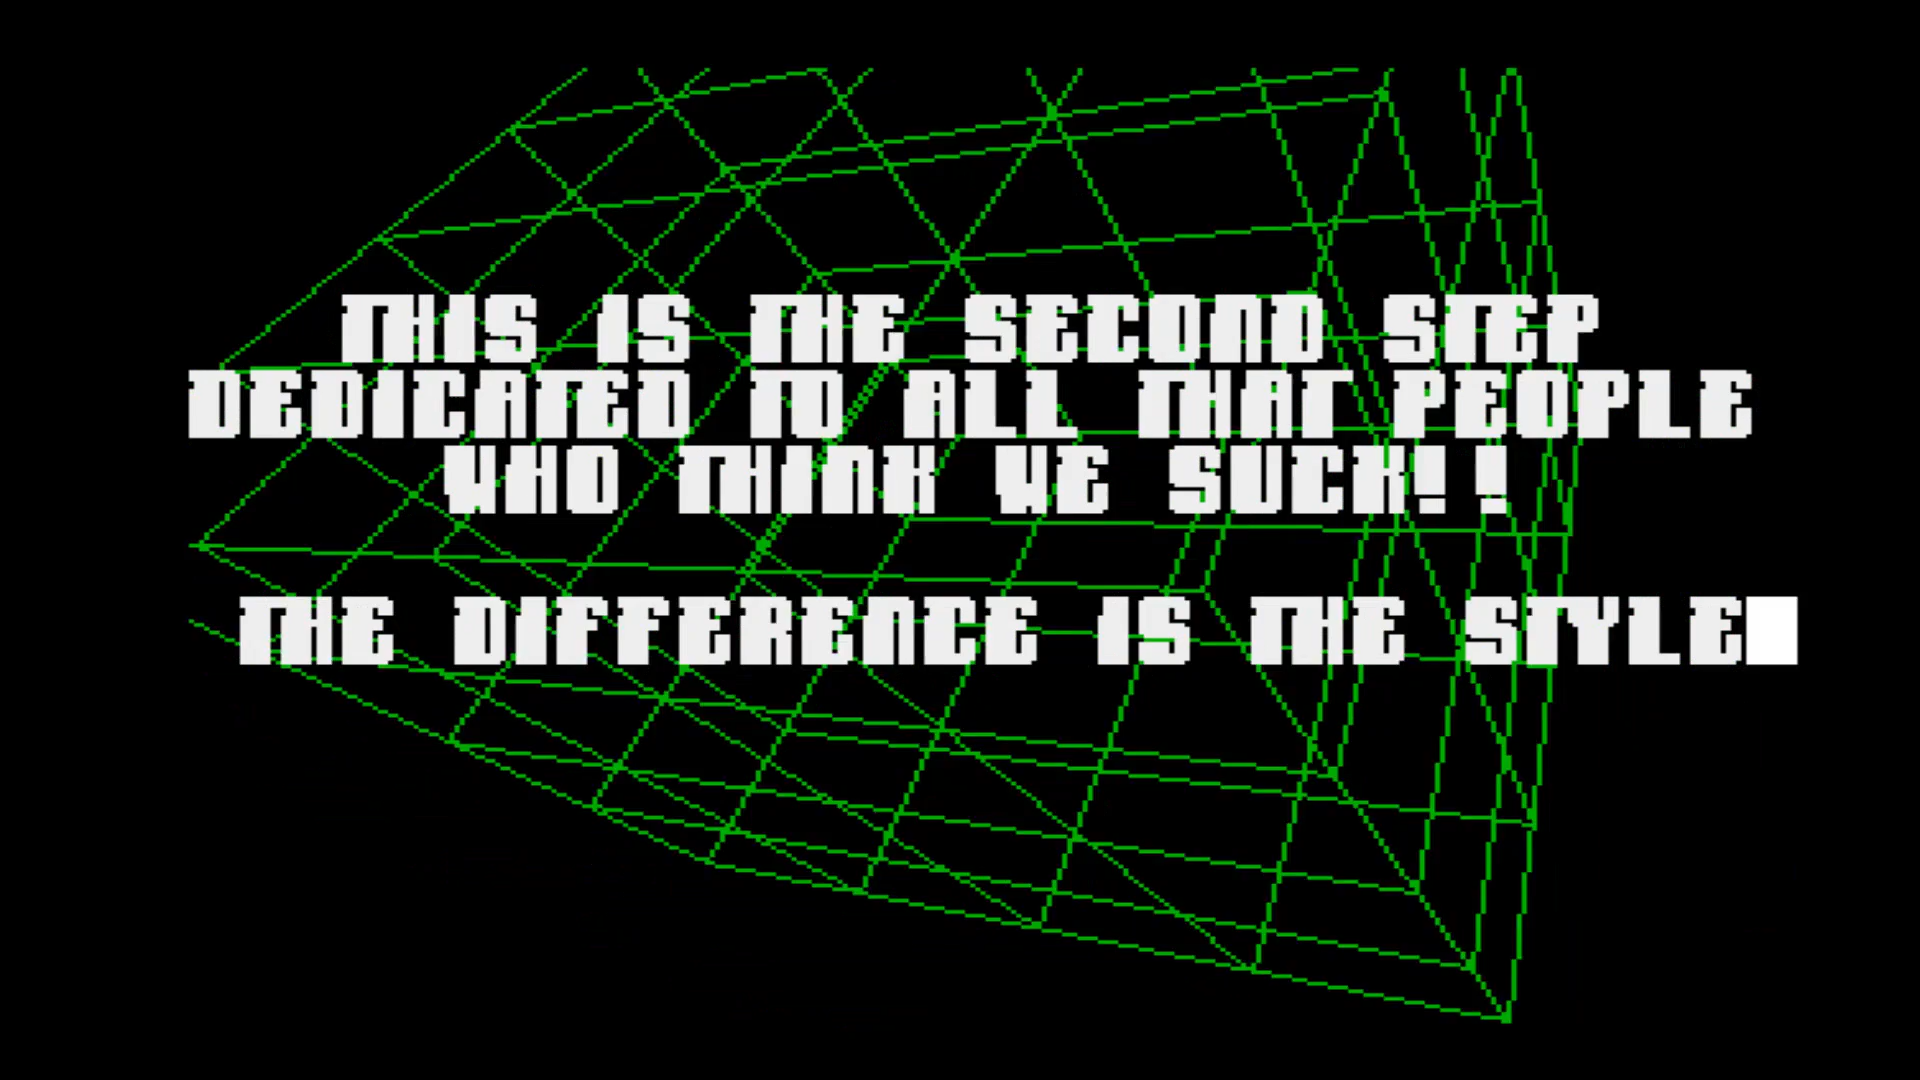 THIS IS THE SECOND STEP
DEDICATED TO ALL THAT PEOPLE
WHO THINK WE SUCK!!
THE DIFFERENCE IS THE STYLE